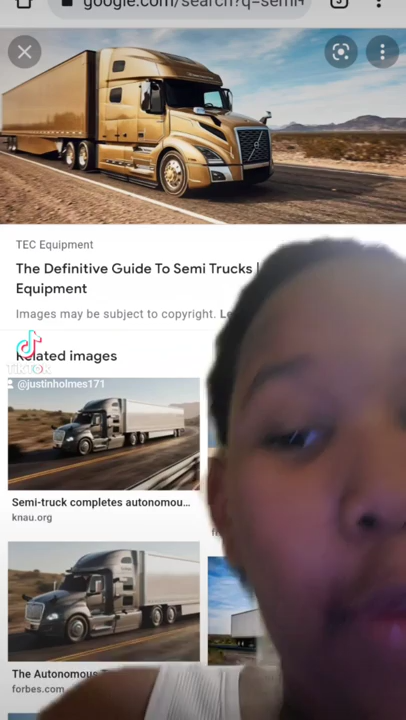 google.com/search?q=semi+
TEC Equipment
The Definitive Guide To Semi Trucks |
Equipment
Images may be subject to copyright.
Related images
TikTok
@justinholmes171
Semi-truck completes autonomou...
knau.org
The Autonomous
forbes.com